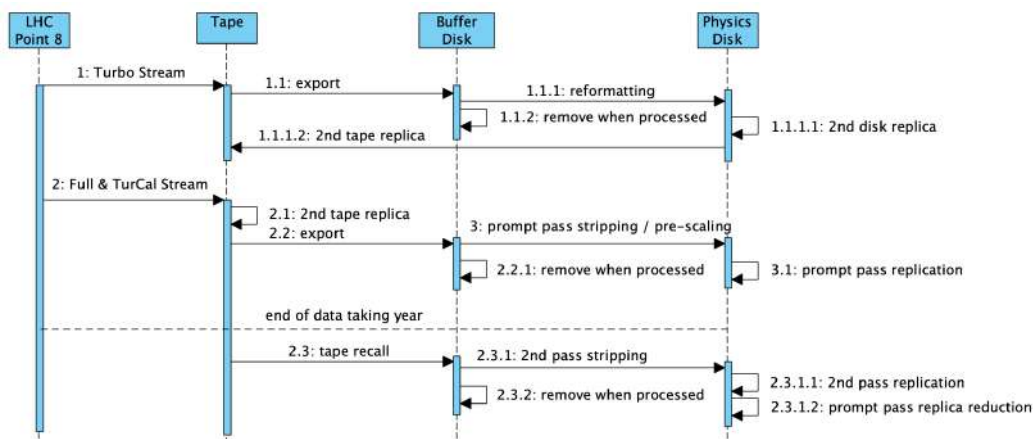 LHC
Point 8
Tape
Buffer
Disk
Physics
Disk
1: Turbo Stream
1.1: export
1.1.1: reformatting
1.1.2: remove when processed
1.1.1.1: 2nd disk replica
1.1.1.2: 2nd tape replica
2: Full & TurCal Stream
2.1: 2nd tape replica
2.2: export
3: prompt pass stripping / pre-scaling
2.2.1: remove when processed
3.1: prompt pass replication
end of data taking year
2.3: tape recall
2.3.1: 2nd pass stripping
2.3.1.1: 2nd pass replication
2.3.2: remove when processed
2.3.1.2: prompt pass replica reduction